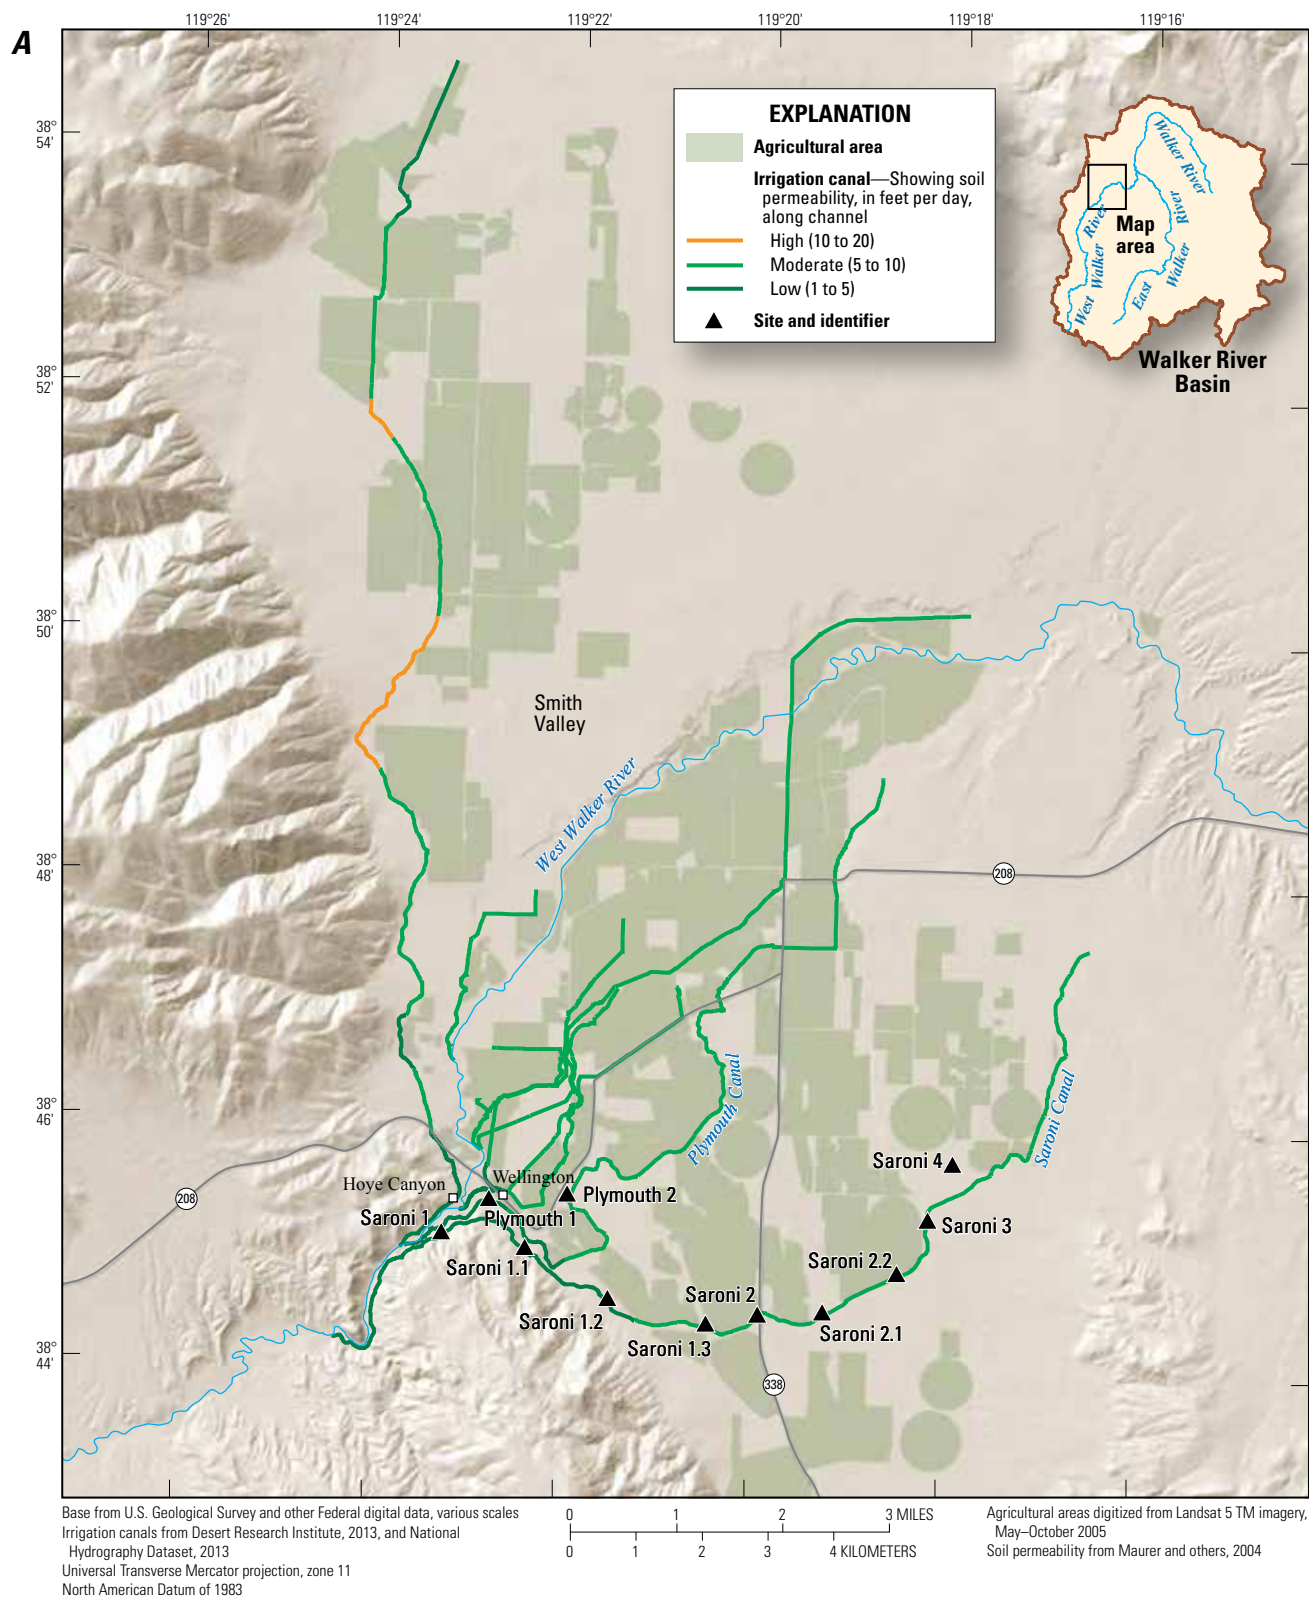 A
119°26'
119°24'
119°22'
119°20'
119°18'
119°16'
38°
54'
38°
52'
38°
50'
38°
48'
38°
46'
38°
44'
EXPLANATION
Agricultural area
Irrigation canal—Showing soil
permeability, in feet per day,
along channel
High (10 to 20)
Moderate (5 to 10)
Low (1 to 5)
Site and identifier
Walker River
River
East
Walker
River
West Walker
Map
area
Walker River
Basin
Smith
Valley
West Walker River
208
Plymouth Canal
Saroni Canal
208
Hoye Canyon
Wellington
Saroni 4
Plymouth 2
Saroni 1
Plymouth 1
Saroni 3
Saroni 1.1
Saroni 2.2
Saroni 1.2
Saroni 2
Saroni 2.1
Saroni 1.3
338
Base from U.S. Geological Survey and other Federal digital data, various scales
Irrigation canals from Desert Research Institute, 2013, and National
Hydrography Dataset, 2013
Universal Transverse Mercator projection, zone 11
North American Datum of 1983
0 1 2 3 MILES
0 1 2 3 4 KILOMETERS
Agricultural areas digitized from Landsat 5 TM imagery,
May–October 2005
Soil permeability from Maurer and others, 2004